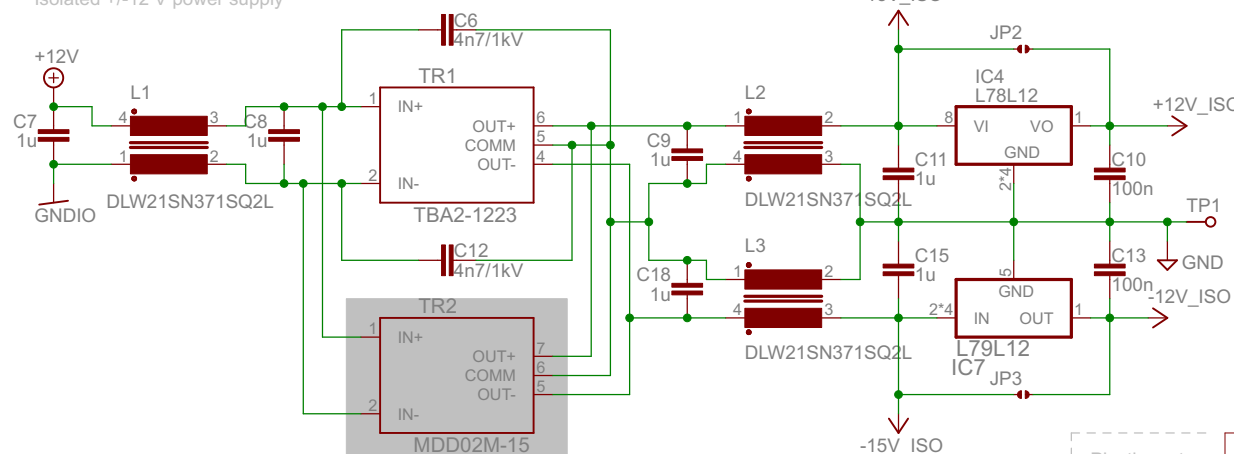 Isolated +/-12 V power supply
+12V
C7
1u
GNDIO
L1
4
3
1
2
DLW21SN371SQ2L
C8
1u
C6
4n7/1kV
TR1
1
IN+
2
IN-
OUT+
6
COMM
5
OUT-
4
TBA2-1223
C12
4n7/1kV
TR2
1
IN+
2
IN-
OUT+
7
COMM
6
OUT-
5
MDD02M-15
C9
1u
C18
1u
L2
1
2
4
3
DLW21SN371SQ2L
L3
1
2
4
3
DLW21SN371SQ2L
C11
1u
C15
1u
JP2
IC4
L78L12
8
VI
VO
1
GND
2*4
+12V_ISO
C10
100n
TP1
GND
C13
100n
-12V_ISO
5
GND
2*4
IN
OUT
1
L79L12
IC7
JP3
-15V_ISO